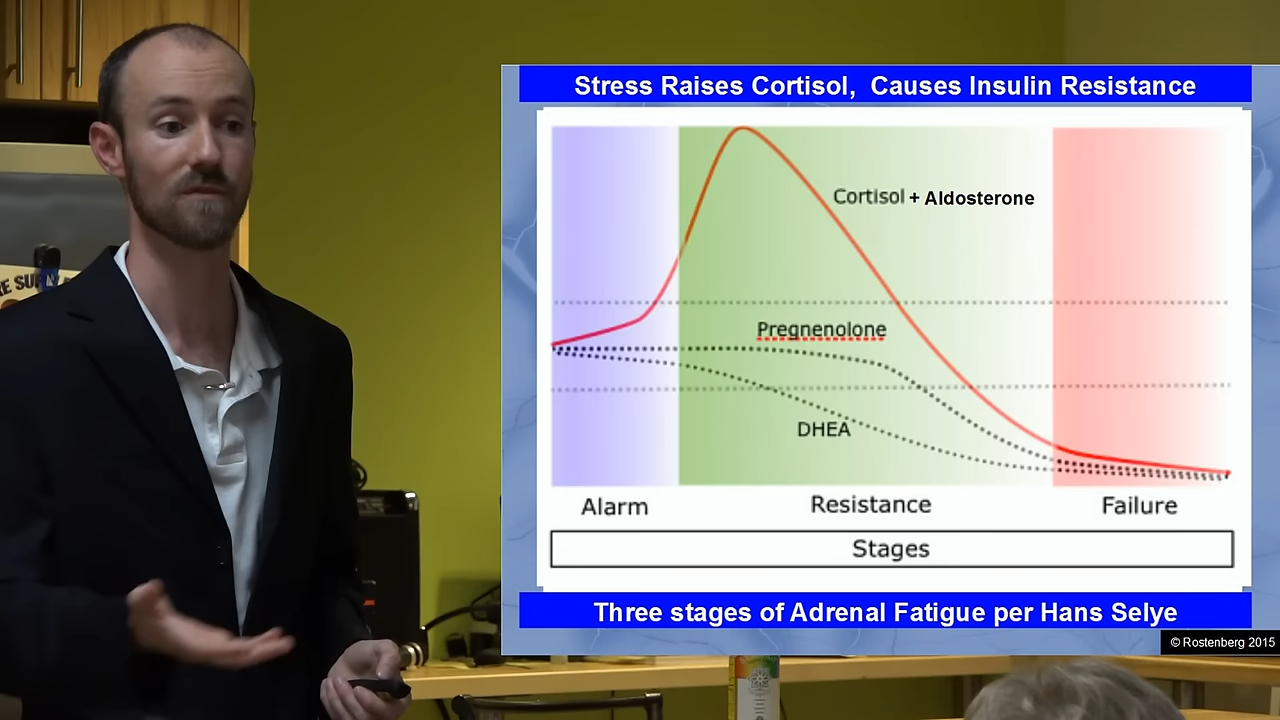 Stress Raises Cortisol, Causes Insulin Resistance
Cortisol + Aldosterone
Pregnenolone
DHEA
Alarm
Resistance
Failure
Stages
Three stages of Adrenal Fatigue per Hans Selye
© Rostenberg 2015